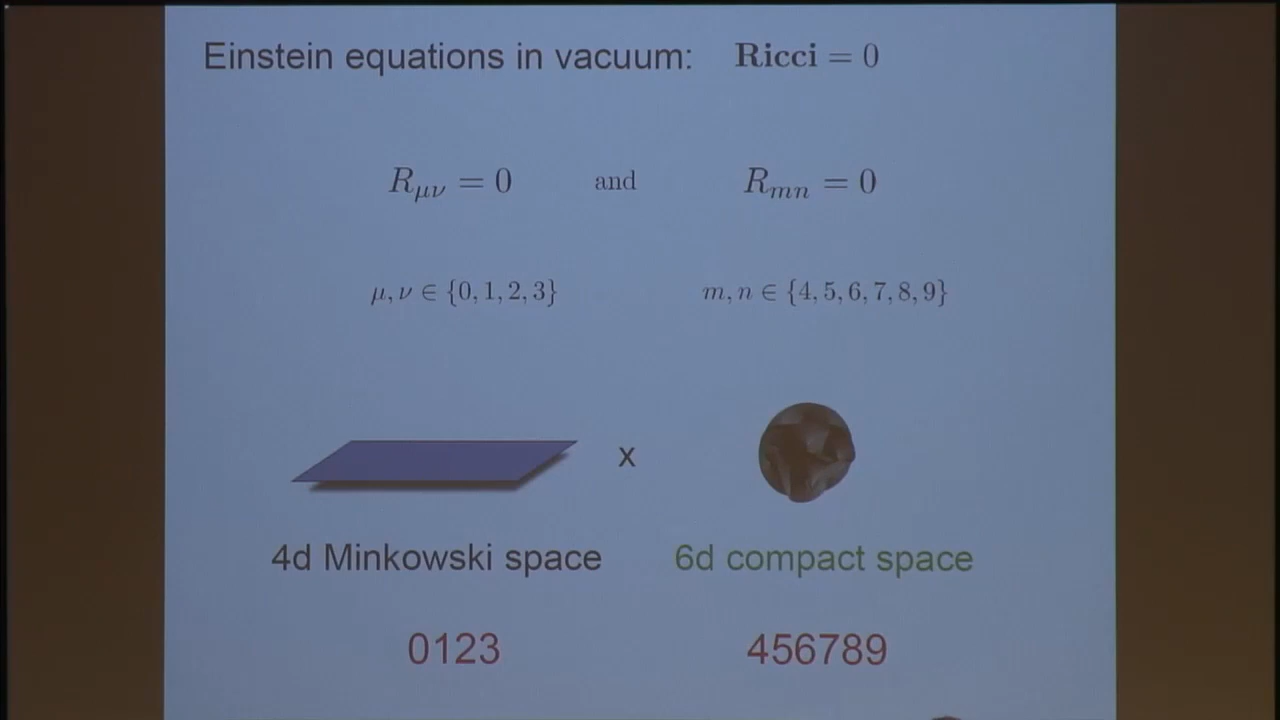 Einstein equations in vacuum: Ricci = 0
R_{μν} = 0 and R_{mn} = 0
μ, ν ∈ {0, 1, 2, 3} m, n ∈ {4, 5, 6, 7, 8, 9}
x
4d Minkowski space 6d compact space
0123 456789